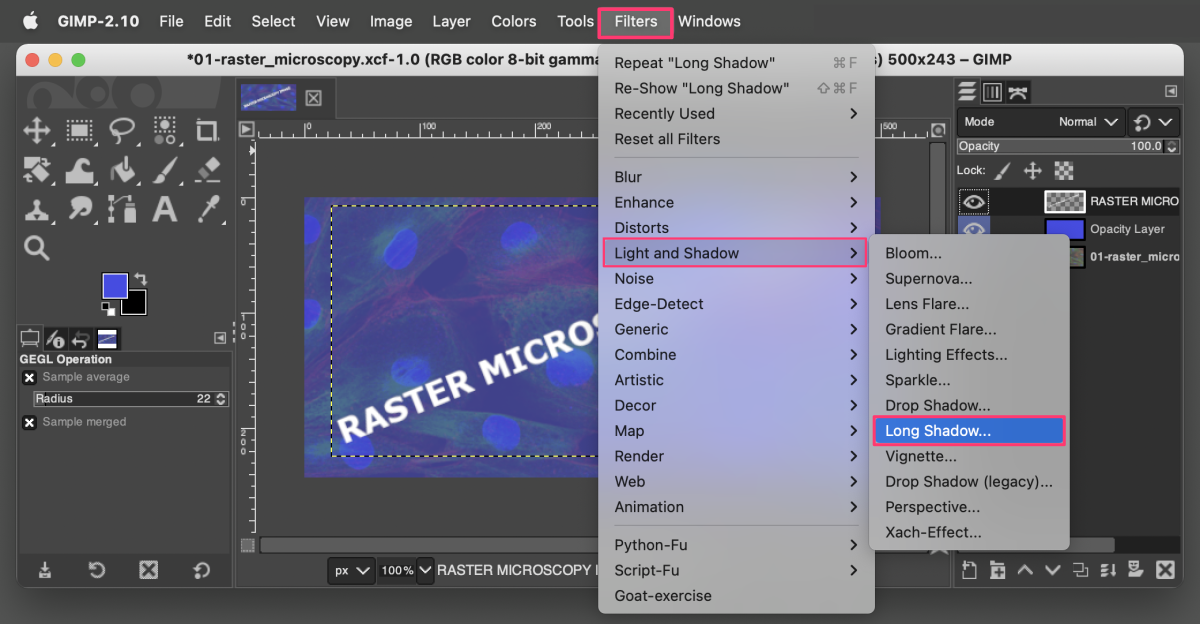 GIMP-2.10 File Edit Select View Image Layer Colors Tools Filters Windows
*01-raster_microscopy.xcf-1.0 (RGB color 8-bit gamma s) 500x243 – GIMP
Repeat "Long Shadow" ⌘F
Re-Show "Long Shadow" ⇧⌘F
Recently Used
Reset all Filters
Blur
Enhance
Distorts
Light and Shadow
Noise
Edge-Detect
Generic
Combine
Artistic
Decor
Map
Render
Web
Animation
Python-Fu
Script-Fu
Goat-exercise
Bloom...
Supernova...
Lens Flare...
Gradient Flare...
Lighting Effects...
Sparkle...
Drop Shadow...
Long Shadow...
Vignette...
Drop Shadow (legacy)...
Perspective...
Xach-Effect...
0 100 200 500
0
100
200
RASTER MICROS
GEGL Operation
Sample average
Radius 22
Sample merged
px 100% RASTER MICROSCOPY
Mode Normal
Opacity 100.0
Lock:
RASTER MICRO
Opacity Layer
01-raster_micro